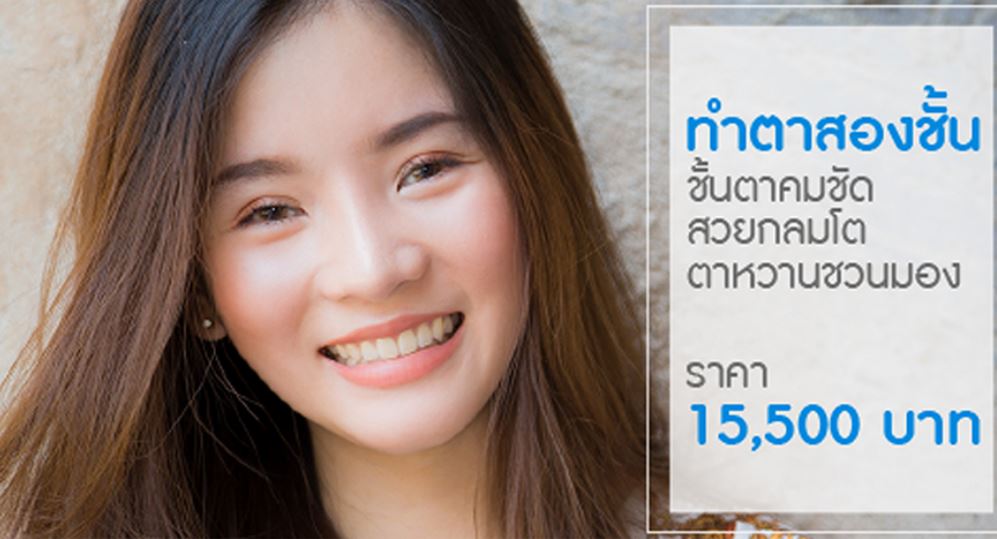 ทำตาสองชั้น
ชั้นตาคมชัด
สวยกลมโต
ตาหวานชวนมอง
ราคา
15,500 บาท